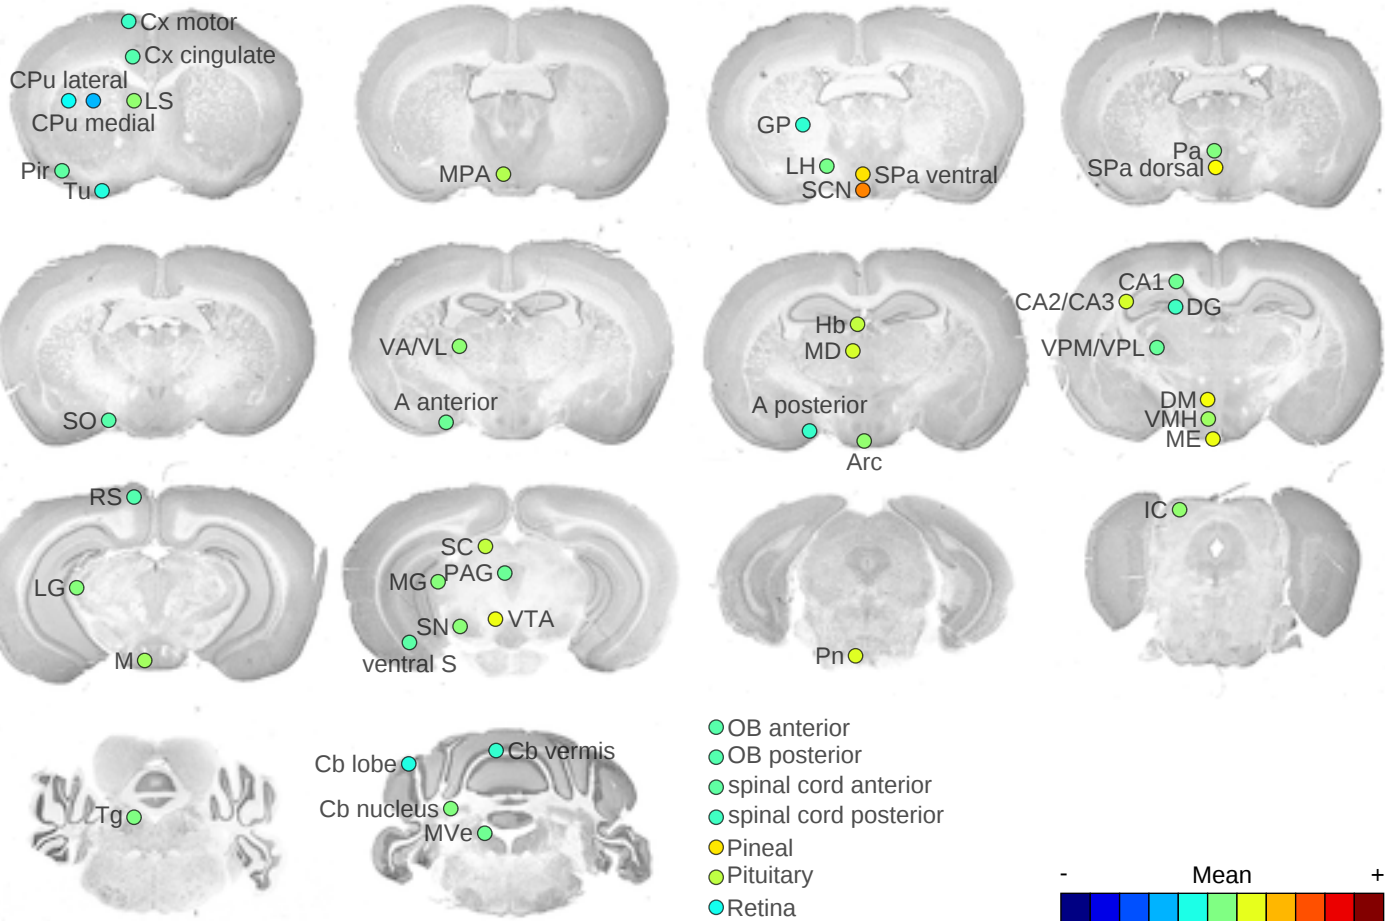 Cx motor
Cx cingulate
CPu lateral
LS
CPu medial
Pir
Tu
MPA
GP
LH
SPa ventral
SCN
Pa
SPa dorsal
SO
VA/VL
A anterior
Hb
MD
A posterior
Arc
CA1
CA2/CA3
DG
VPM/VPL
DM
VMH
ME
RS
LG
M
SC
MG
PAG
SN
VTA
ventral S
Pn
IC
Tg
Cb lobe
Cb vermis
Cb nucleus
MVe
OB anterior
OB posterior
spinal cord anterior
spinal cord posterior
Pineal
Pituitary
Retina
- Mean +